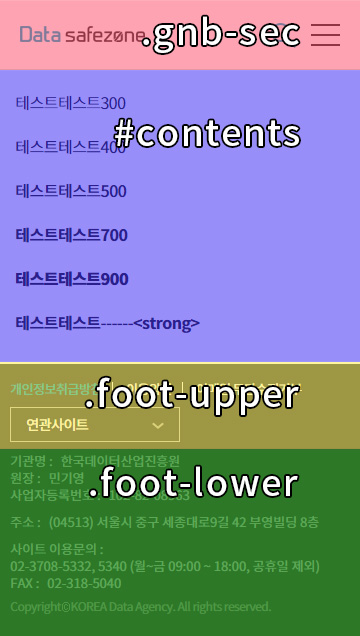 Data safezone
.gnb-sec
테스트테스트300
#contents
테스트테스트400
테스트테스트500
테스트테스트700
테스트테스트900
테스트테스트------<strong>
개인정보취급방침
.foot-upper
연관사이트
기관명 : 한국데이터산업진흥원
원장 : 민기영
.foot-lower
사업자등록번호 :
주소 : (04513) 서울시 중구 세종대로9길 42 부영빌딩 8층
사이트 이용문의 :
02-3708-5332, 5340 (월~금 09:00 ~ 18:00, 공휴일 제외)
FAX : 02-318-5040
Copyright©KOREA Data Agency. All rights reserved.